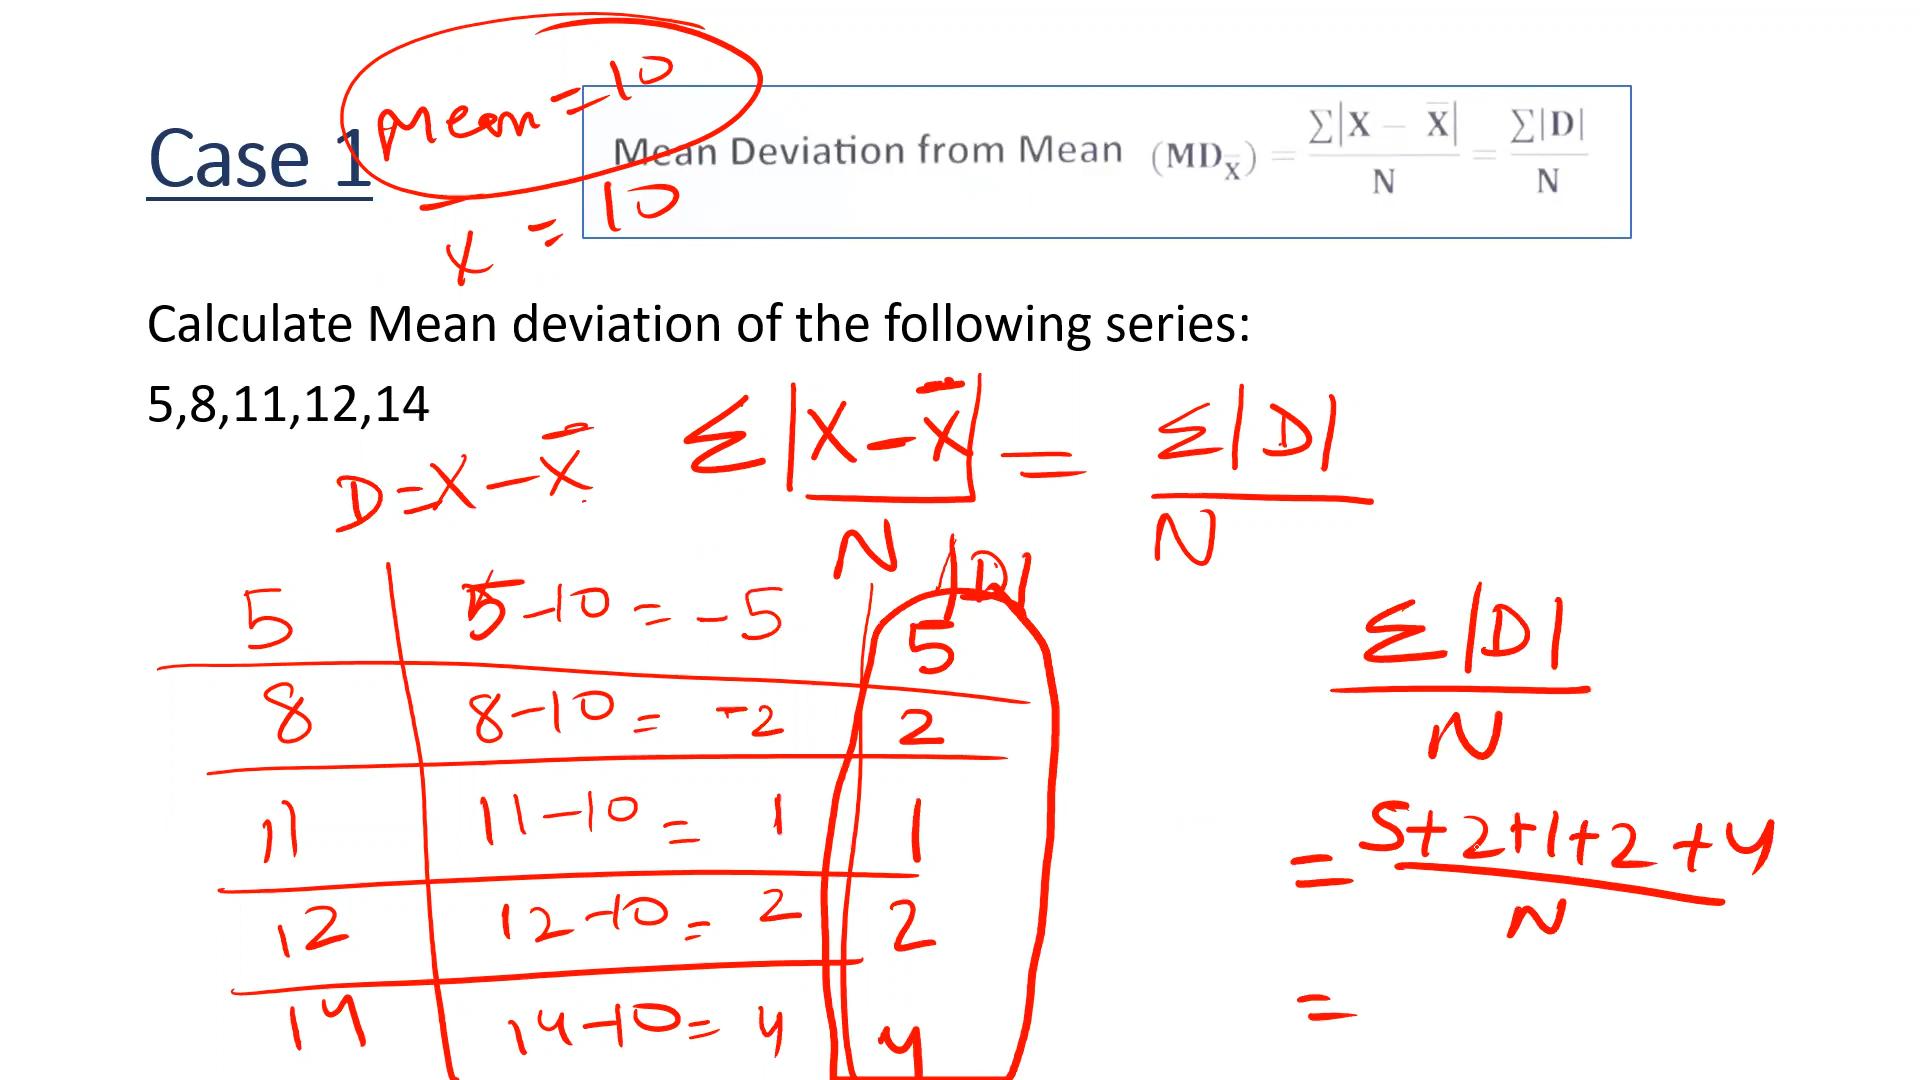 mean = 10
Case 1
Mean Deviation from Mean (MD_X̄) = Σ|X − X̄| / N = Σ|D| / N
x̄ = 10
Calculate Mean deviation of the following series:
5,8,11,12,14
D = X − X̄
Σ|X − X̄| / N = Σ|D| / N
|D|
5 5 - 10 = -5 5
8 8 - 10 = -2 2
11 11 - 10 = 1 1
12 12 - 10 = 2 2
14 14 - 10 = 4 4
Σ|D| / N
= 5+2+1+2+4 / N
=